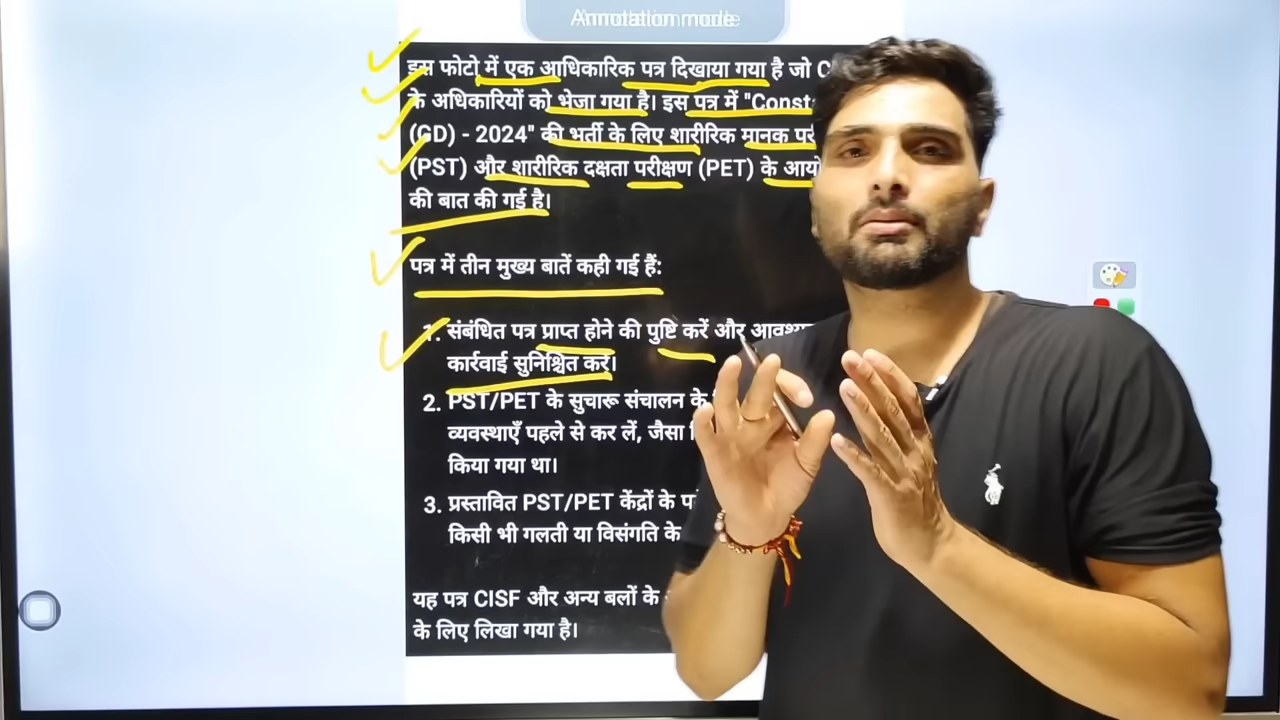 Annotation mode
इस फोटो में एक आधिकारिक पत्र दिखाया गया है जो
के अधिकारियों को भेजा गया है। इस पत्र में "Const
(GD) - 2024" की भर्ती के लिए शारीरिक मानक
(PST) और शारीरिक दक्षता परीक्षण (PET) के
की बात की गई है।
पत्र में तीन मुख्य बातें कही गई हैं:
1. संबंधित पत्र प्राप्त होने की पुष्टि करें और
कार्रवाई सुनिश्चित करें।
2. PST/PET के सुचारू संचालन के
व्यवस्थाएँ पहले से कर लें, जैसा
किया गया था।
3. प्रस्तावित PST/PET केंद्रों के
किसी भी गलती या विसंगति के
यह पत्र CISF और अन्य बलों के
के लिए लिखा गया है।